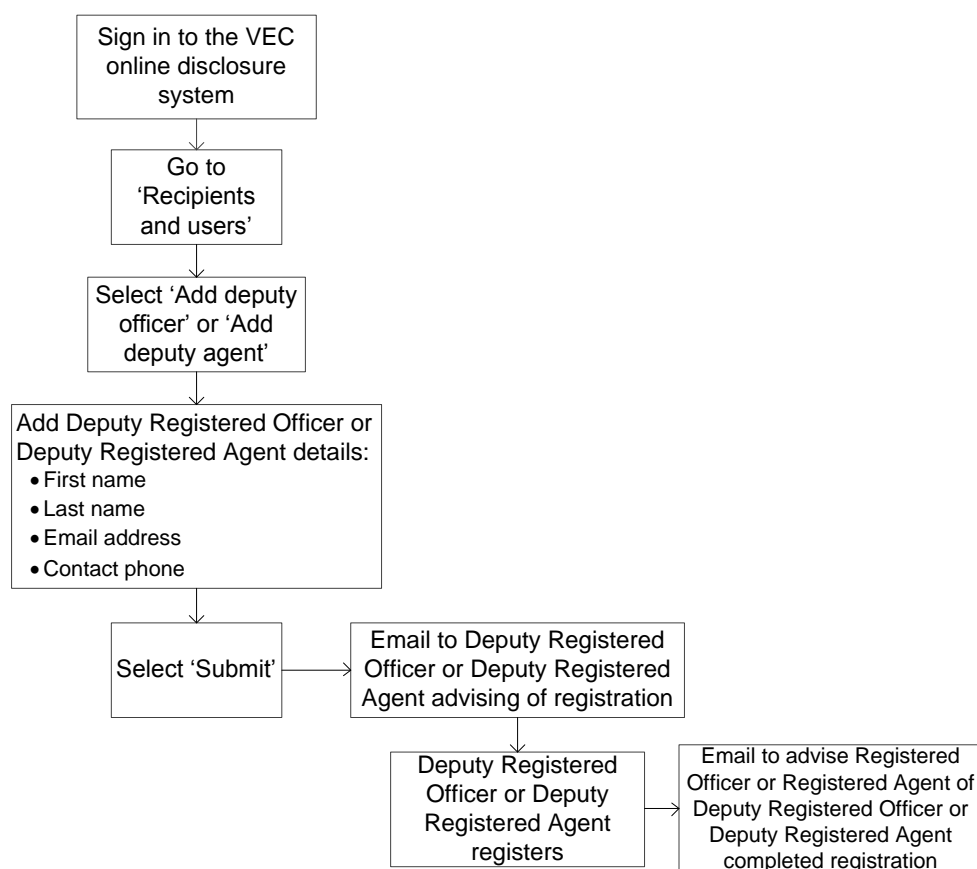 Sign in to the VEC
online disclosure
system
Go to
‘Recipients
and users’
Select ‘Add deputy
officer’ or ‘Add
deputy agent’
Add Deputy Registered Officer or
Deputy Registered Agent details:
• First name
• Last name
• Email address
• Contact phone
Select ‘Submit’
Email to Deputy Registered
Officer or Deputy Registered
Agent advising of registration
Deputy Registered
Officer or Deputy
Registered Agent
registers
Email to advise Registered
Officer or Registered Agent of
Deputy Registered Officer or
Deputy Registered Agent
completed registration